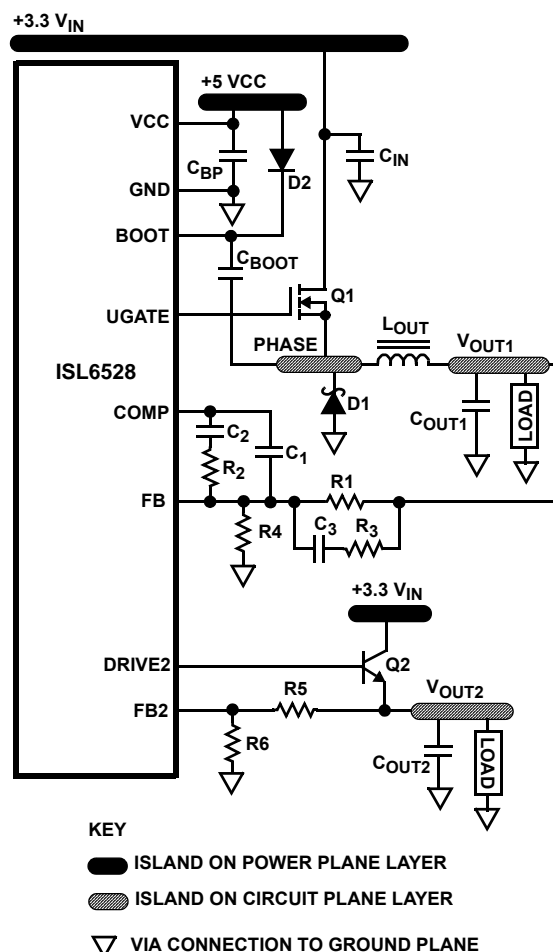 +3.3 VIN
+5 VCC
VCC
CBP
D2
CIN
GND
BOOT
CBOOT
Q1
UGATE
PHASE
LOUT
VOUT1
ISL6528
D1
COUT1
LOAD
COMP
C2
C1
R2
R1
FB
R4
C3
R3
+3.3 VIN
DRIVE2
Q2
R5
VOUT2
FB2
R6
COUT2
LOAD
KEY
ISLAND ON POWER PLANE LAYER
ISLAND ON CIRCUIT PLANE LAYER
VIA CONNECTION TO GROUND PLANE